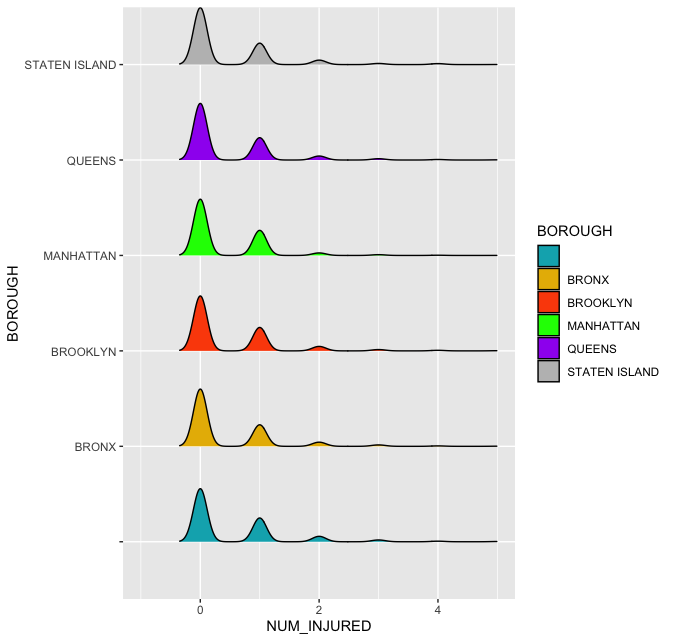 STATEN ISLAND
QUEENS
MANHATTAN
BROOKLYN
BRONX
BOROUGH
0 2 4
NUM_INJURED
BOROUGH
BRONX
BROOKLYN
MANHATTAN
QUEENS
STATEN ISLAND